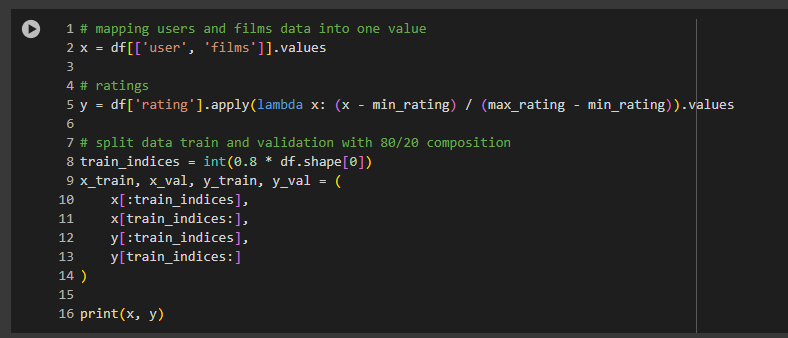 1 # mapping users and films data into one value
2 x = df[['user', 'films']].values
3
4 # ratings
5 y = df['rating'].apply(lambda x: (x - min_rating) / (max_rating - min_rating)).values
6
7 # split data train and validation with 80/20 composition
8 train_indices = int(0.8 * df.shape[0])
9 x_train, x_val, y_train, y_val = (
10     x[:train_indices],
11     x[train_indices:],
12     y[:train_indices],
13     y[train_indices:]
14 )
15
16 print(x, y)